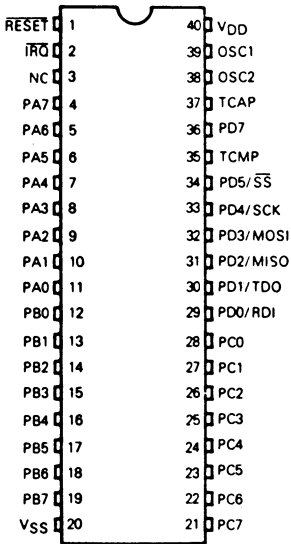 RESET 1 40 VDD
IRQ 2 39 OSC1
NC 3 38 OSC2
PA7 4 37 TCAP
PA6 5 36 PD7
PA5 6 35 TCMP
PA4 7 34 PD5/SS
PA3 8 33 PD4/SCK
PA2 9 32 PD3/MOSI
PA1 10 31 PD2/MISO
PA0 11 30 PD1/TDO
PB0 12 29 PD0/RDI
PB1 13 28 PC0
PB2 14 27 PC1
PB3 15 26 PC2
PB4 16 25 PC3
PB5 17 24 PC4
PB6 18 23 PC5
PB7 19 22 PC6
VSS 20 21 PC7